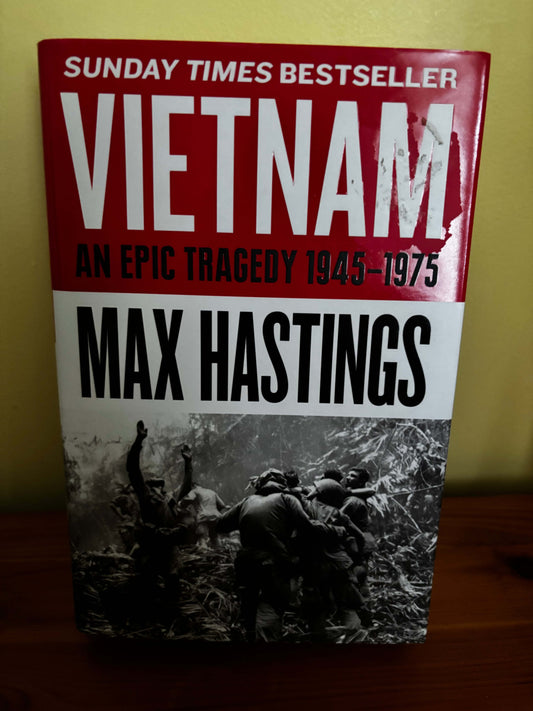 SUNDAY TIMES BESTSELLER
VIETNAM
AN EPIC TRAGEDY 1945–1975
MAX HASTINGS